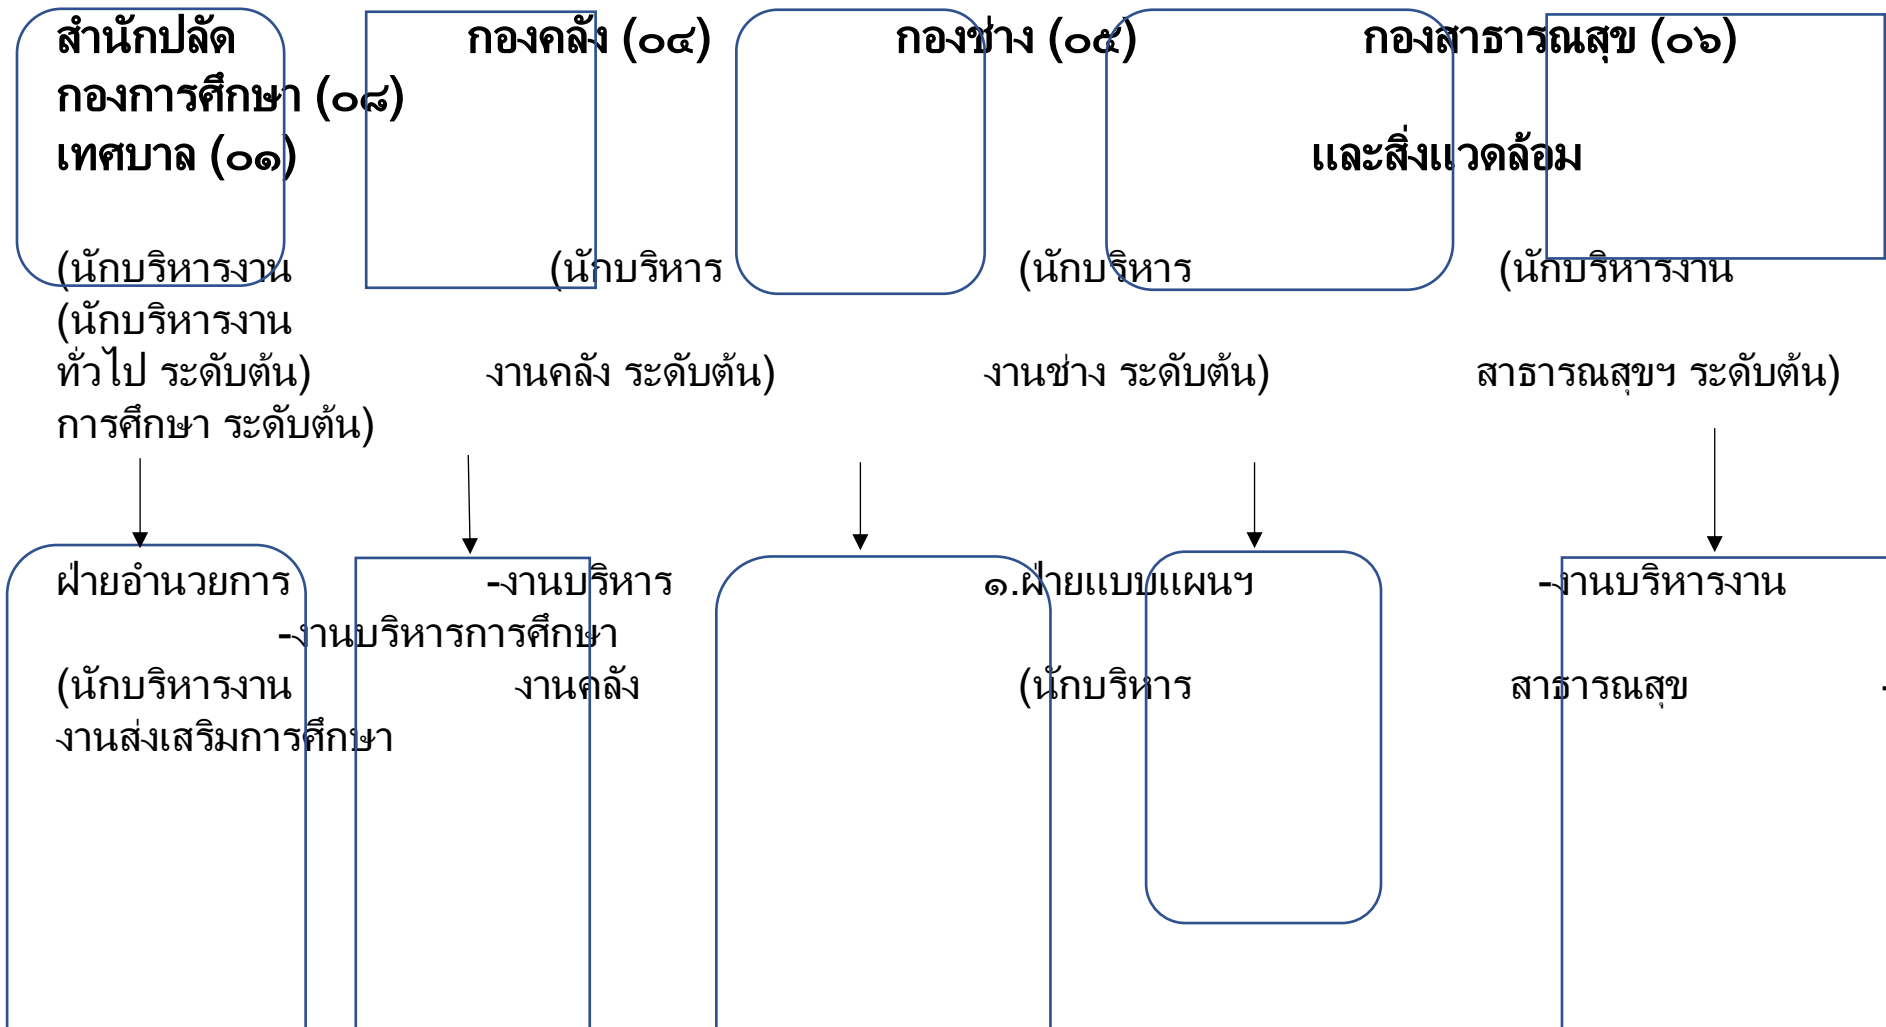 สำนักปลัด กองคลัง (๐๔) กองช่าง (๐๕) กองสาธารณสุข (๐๖)
กองการศึกษา (๐๘)
เทศบาล (๐๑) และสิ่งแวดล้อม
(นักบริหารงาน (นักบริหาร (นักบริหาร (นักบริหารงาน
(นักบริหารงาน
ทั่วไป ระดับต้น) งานคลัง ระดับต้น) งานช่าง ระดับต้น) สาธารณสุขฯ ระดับต้น)
การศึกษา ระดับต้น)
ฝ่ายอำนวยการ -งานบริหาร ๑.ฝ่ายแบบแผนฯ -งานบริหารงาน
-งานบริหารการศึกษา
(นักบริหารงาน งานคลัง (นักบริหาร สาธารณสุข -
งานส่งเสริมการศึกษา